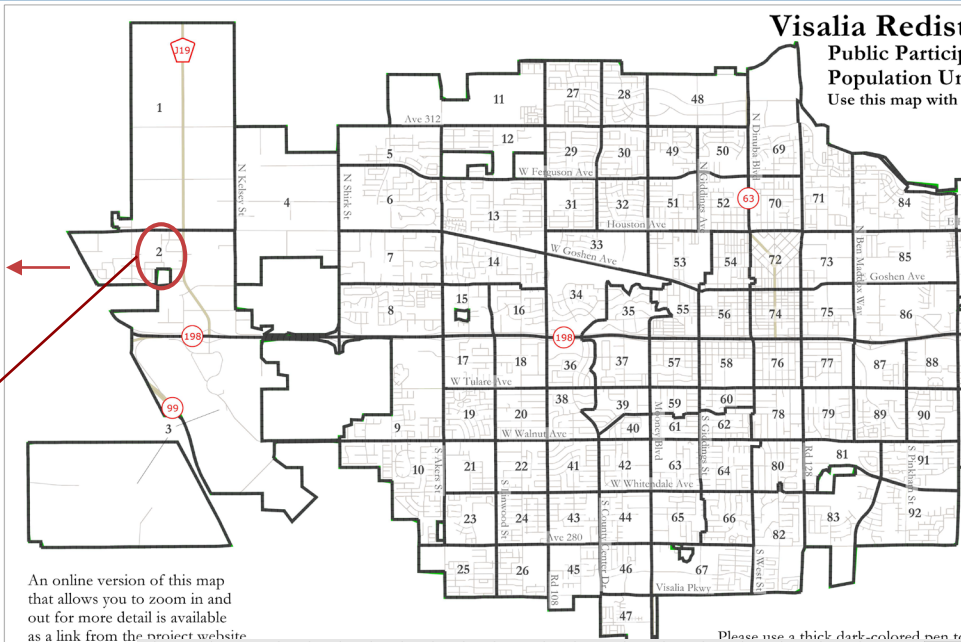 Visalia Redist
Public Particip
Population Un
Use this map with
J19
1
11
27
28
48
Ave 312
N Dinuba Blvd
12
5
29
30
49
50
69
W Ferguson Ave
N Kelsey St
N Shirk St
N Giddings Ave
4
6
13
31
32
51
52
63
70
71
84
Houston Ave
2
7
14
33
W Goshen Ave
53
54
72
73
N Ben Maddox Way
85
Goshen Ave
8
15
16
34
35
55
56
74
75
86
198
198
17
18
36
37
57
58
76
77
87
88
W Tulare Ave
99
3
9
19
20
38
39
40
59
60
61
62
78
79
89
90
W Walnut Ave
Mooney Blvd
S Giddings St
S Akers St
10
21
22
41
42
63
64
80
Rd 128
81
91
S Pinkham St
W Whitendale Ave
S Linwood St
23
24
43
44
65
66
82
83
92
Ave 280
S County Center Dr
25
26
45
46
67
S West St
Rd 108
Visalia Pkwy
47
An online version of this map
that allows you to zoom in and
out for more detail is available
as a link from the project website
Please use a thick dark-colored pen to